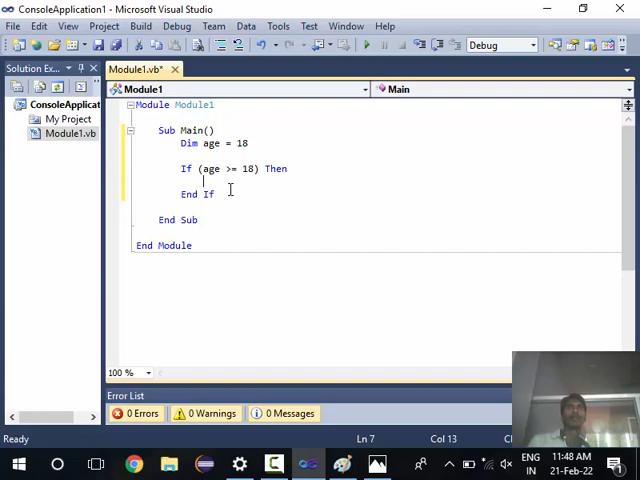 ConsoleApplication1 - Microsoft Visual Studio
File Edit View Project Build Debug Team Data Tools Architecture Test Window Help
Debug
Solution Ex...
Module1.vb*
Module1
Main
ConsoleApplicat
My Project
Module1.vb
Module Module1
Sub Main()
Dim age = 18
If (age >= 18) Then
End If
End Sub
End Module
100 %
Error List
0 Errors
0 Warnings
0 Messages
Ready
Ln 7
Col 13
ENG
IN
11:48 AM
21-Feb-22